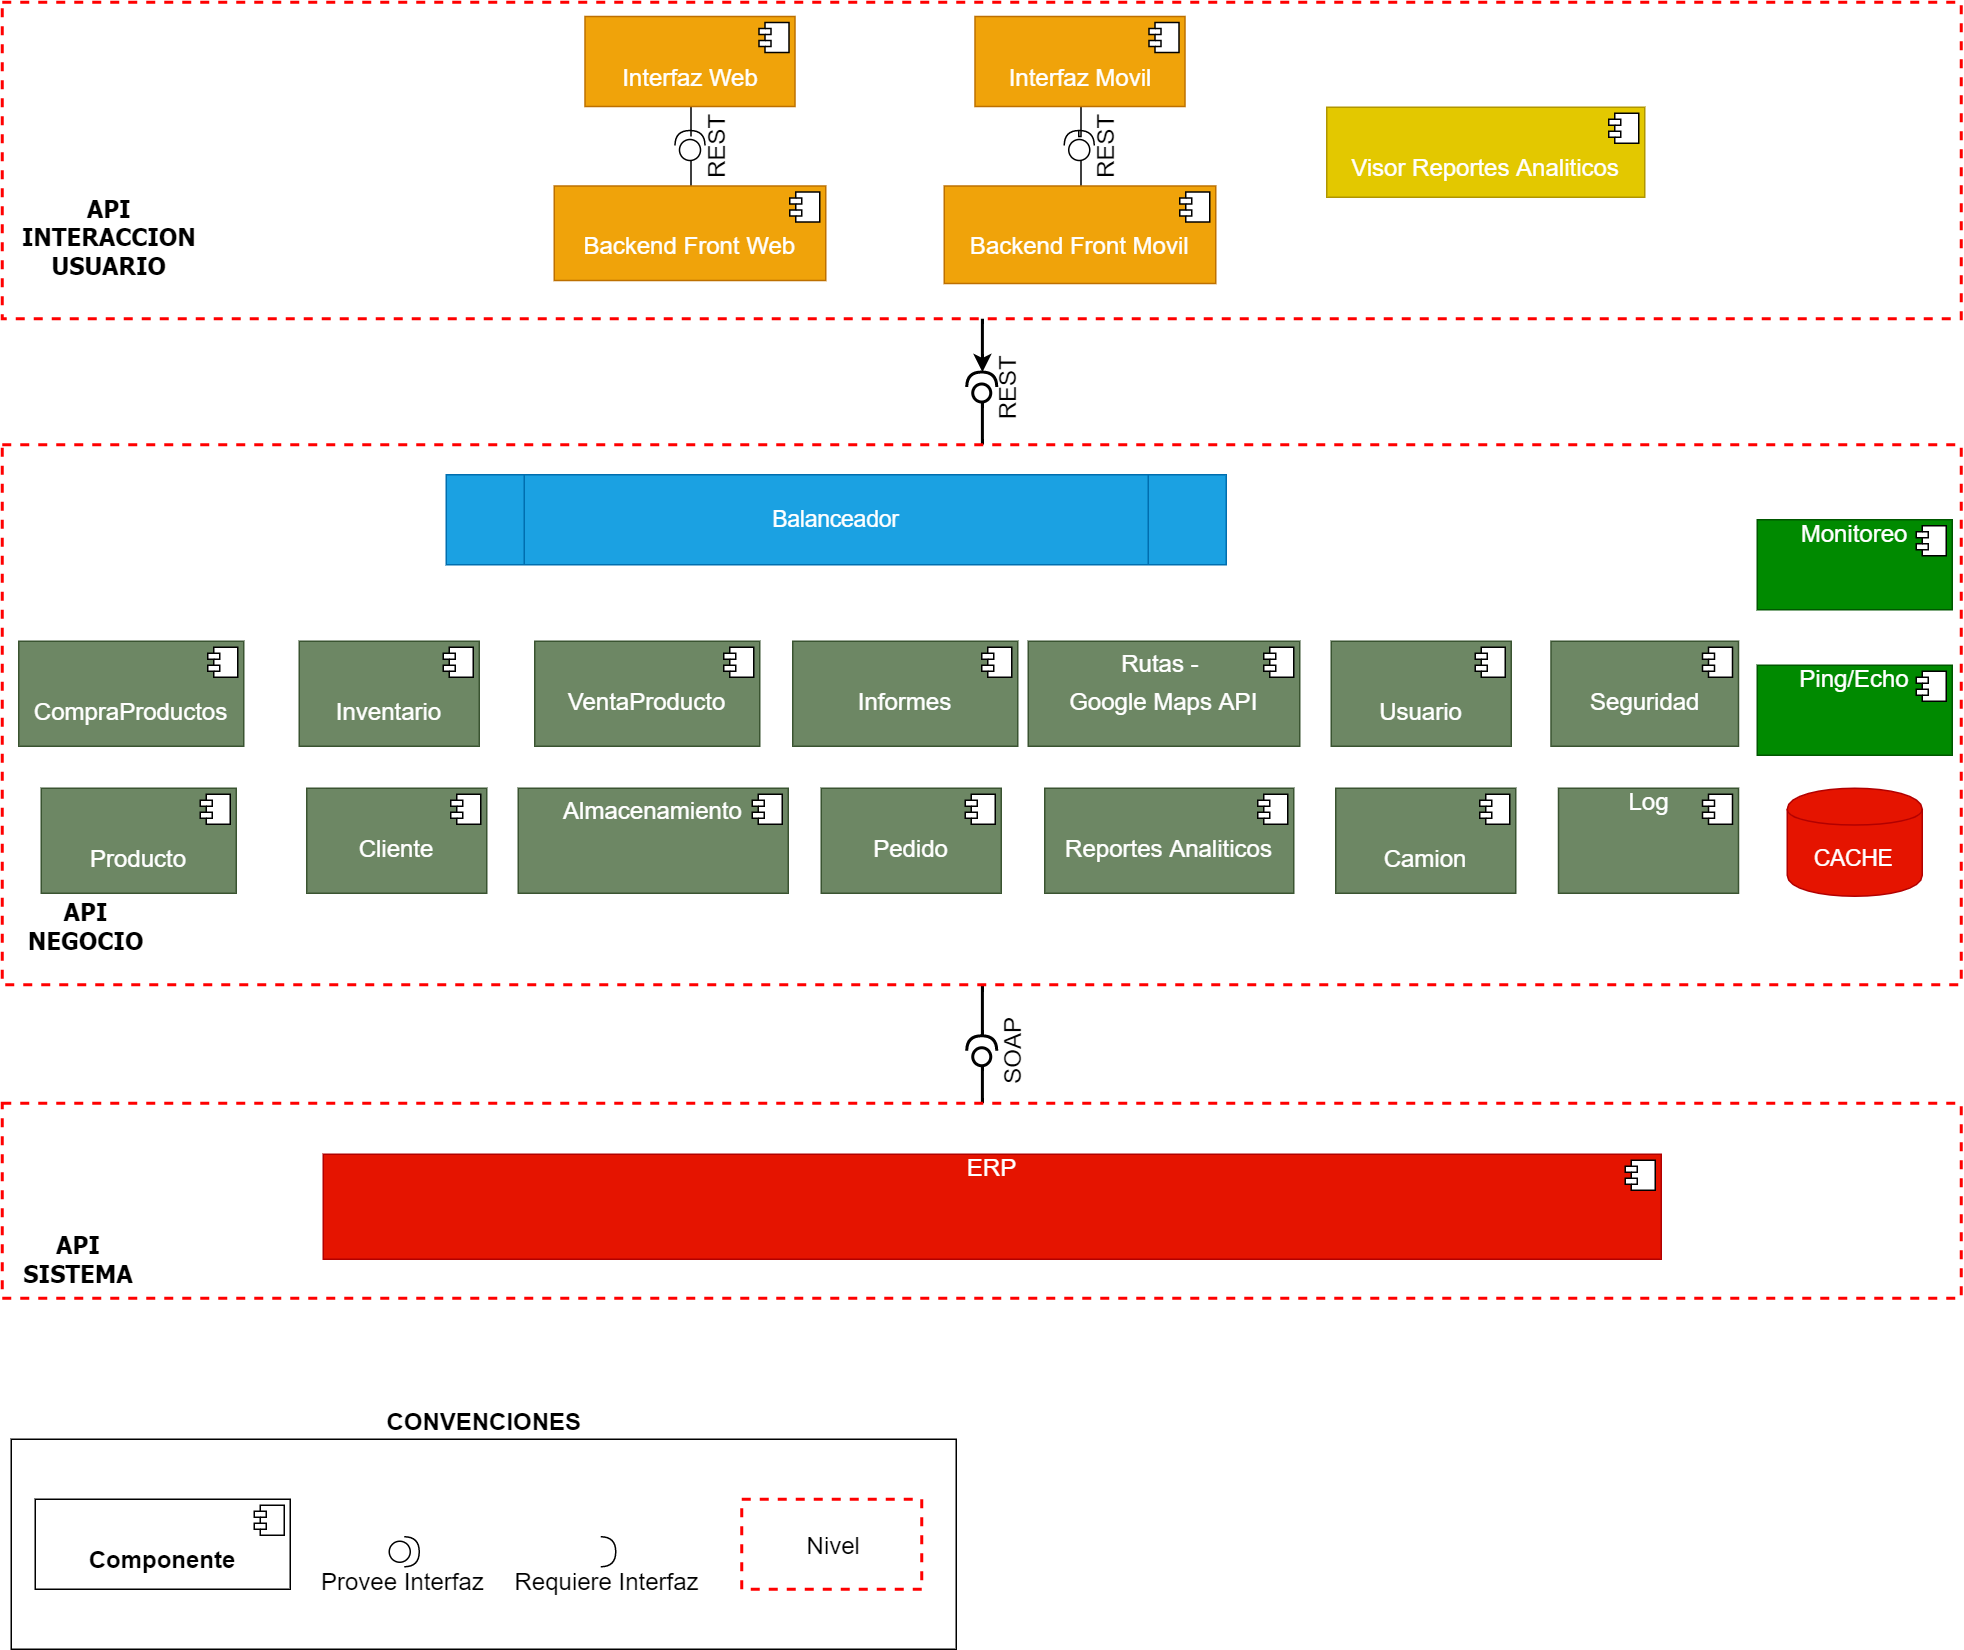 Interfaz Web
Interfaz Movil
REST
REST
Visor Reportes Analiticos
API
INTERACCION
USUARIO
Backend Front Web
Backend Front Movil
REST
Balanceador
Monitoreo
CompraProductos
Inventario
VentaProducto
Informes
Rutas -
Google Maps API
Usuario
Seguridad
Ping/Echo
Producto
Cliente
Almacenamiento
Pedido
Reportes Analiticos
Camion
Log
CACHE
API
NEGOCIO
SOAP
ERP
API
SISTEMA
CONVENCIONES
Componente
Provee Interfaz
Requiere Interfaz
Nivel